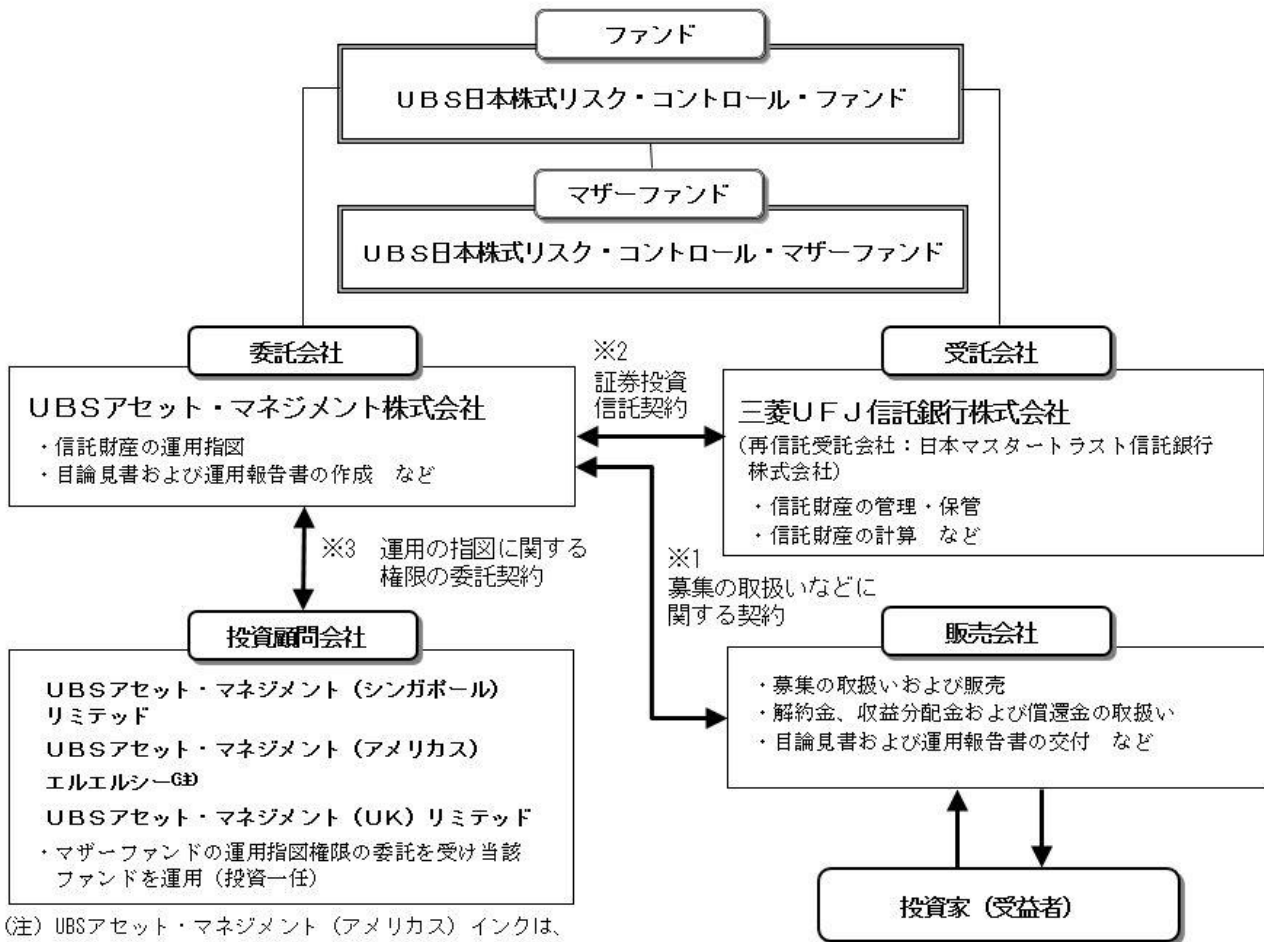 ファンド
UBS日本株式リスク・コントロール・ファンド
マザーファンド
UBS日本株式リスク・コントロール・マザーファンド
委託会社
UBSアセット・マネジメント株式会社
・信託財産の運用指図
・目論見書および運用報告書の作成 など
※2
証券投資
信託契約
受託会社
三菱UFJ信託銀行株式会社
(再信託受託会社：日本マスタートラスト信託銀行
株式会社)
・信託財産の管理・保管
・信託財産の計算 など
※3 運用の指図に関する
権限の委託契約
※1
募集の取扱いなどに
関する契約
投資顧問会社
UBSアセット・マネジメント（シンガポール）
リミテッド
UBSアセット・マネジメント（アメリカス）
エルエルシー(注)
UBSアセット・マネジメント（UK）リミテッド
・マザーファンドの運用指図権限の委託を受け当該
ファンドを運用（投資一任）
販売会社
・募集の取扱いおよび販売
・解約金、収益分配金および償還金の取扱い
・目論見書および運用報告書の交付 など
投資家（受益者）
(注) UBSアセット・マネジメント（アメリカス）インクは、